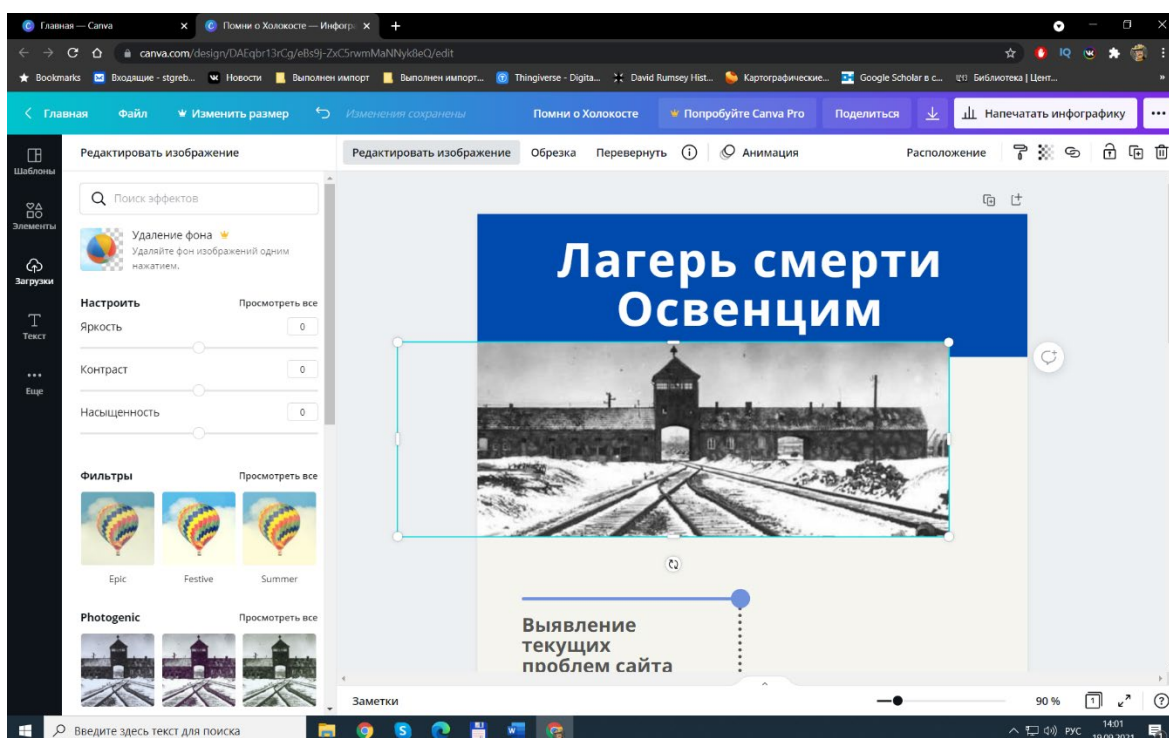 Главная — Canva
Помни о Холокосте — Инфогр
canva.com/design/DAEqbr13rCg/eBs9j-ZxC5rwmMaNNyk8eQ/edit
Bookmarks
Входящие - stgreb...
Новости
Выполнен импорт
Выполнен импорт...
Thingiverse - Digita...
David Rumsey Hist...
Картографические...
Google Scholar в с...
Библиотека | Цент...
Главная
Файл
Изменить размер
Изменения сохранены
Помни о Холокосте
Попробуйте Canva Pro
Поделиться
Напечатать инфографику
Шаблоны
Элементы
Загрузки
Текст
Еще
Редактировать изображение
Поиск эффектов
Удаление фона
Удаляйте фон изображений одним
нажатием.
Настроить Просмотреть все
Яркость 0
Контраст 0
Насыщенность 0
Фильтры Просмотреть все
Epic Festive Summer
Photogenic Просмотреть все
Редактировать изображение
Обрезка
Перевернуть
Анимация
Расположение
Лагерь смерти
Освенцим
Выявление
текущих
проблем сайта
Заметки
90 %
1
Введите здесь текст для поиска
РУС
14:01
19.09.2021